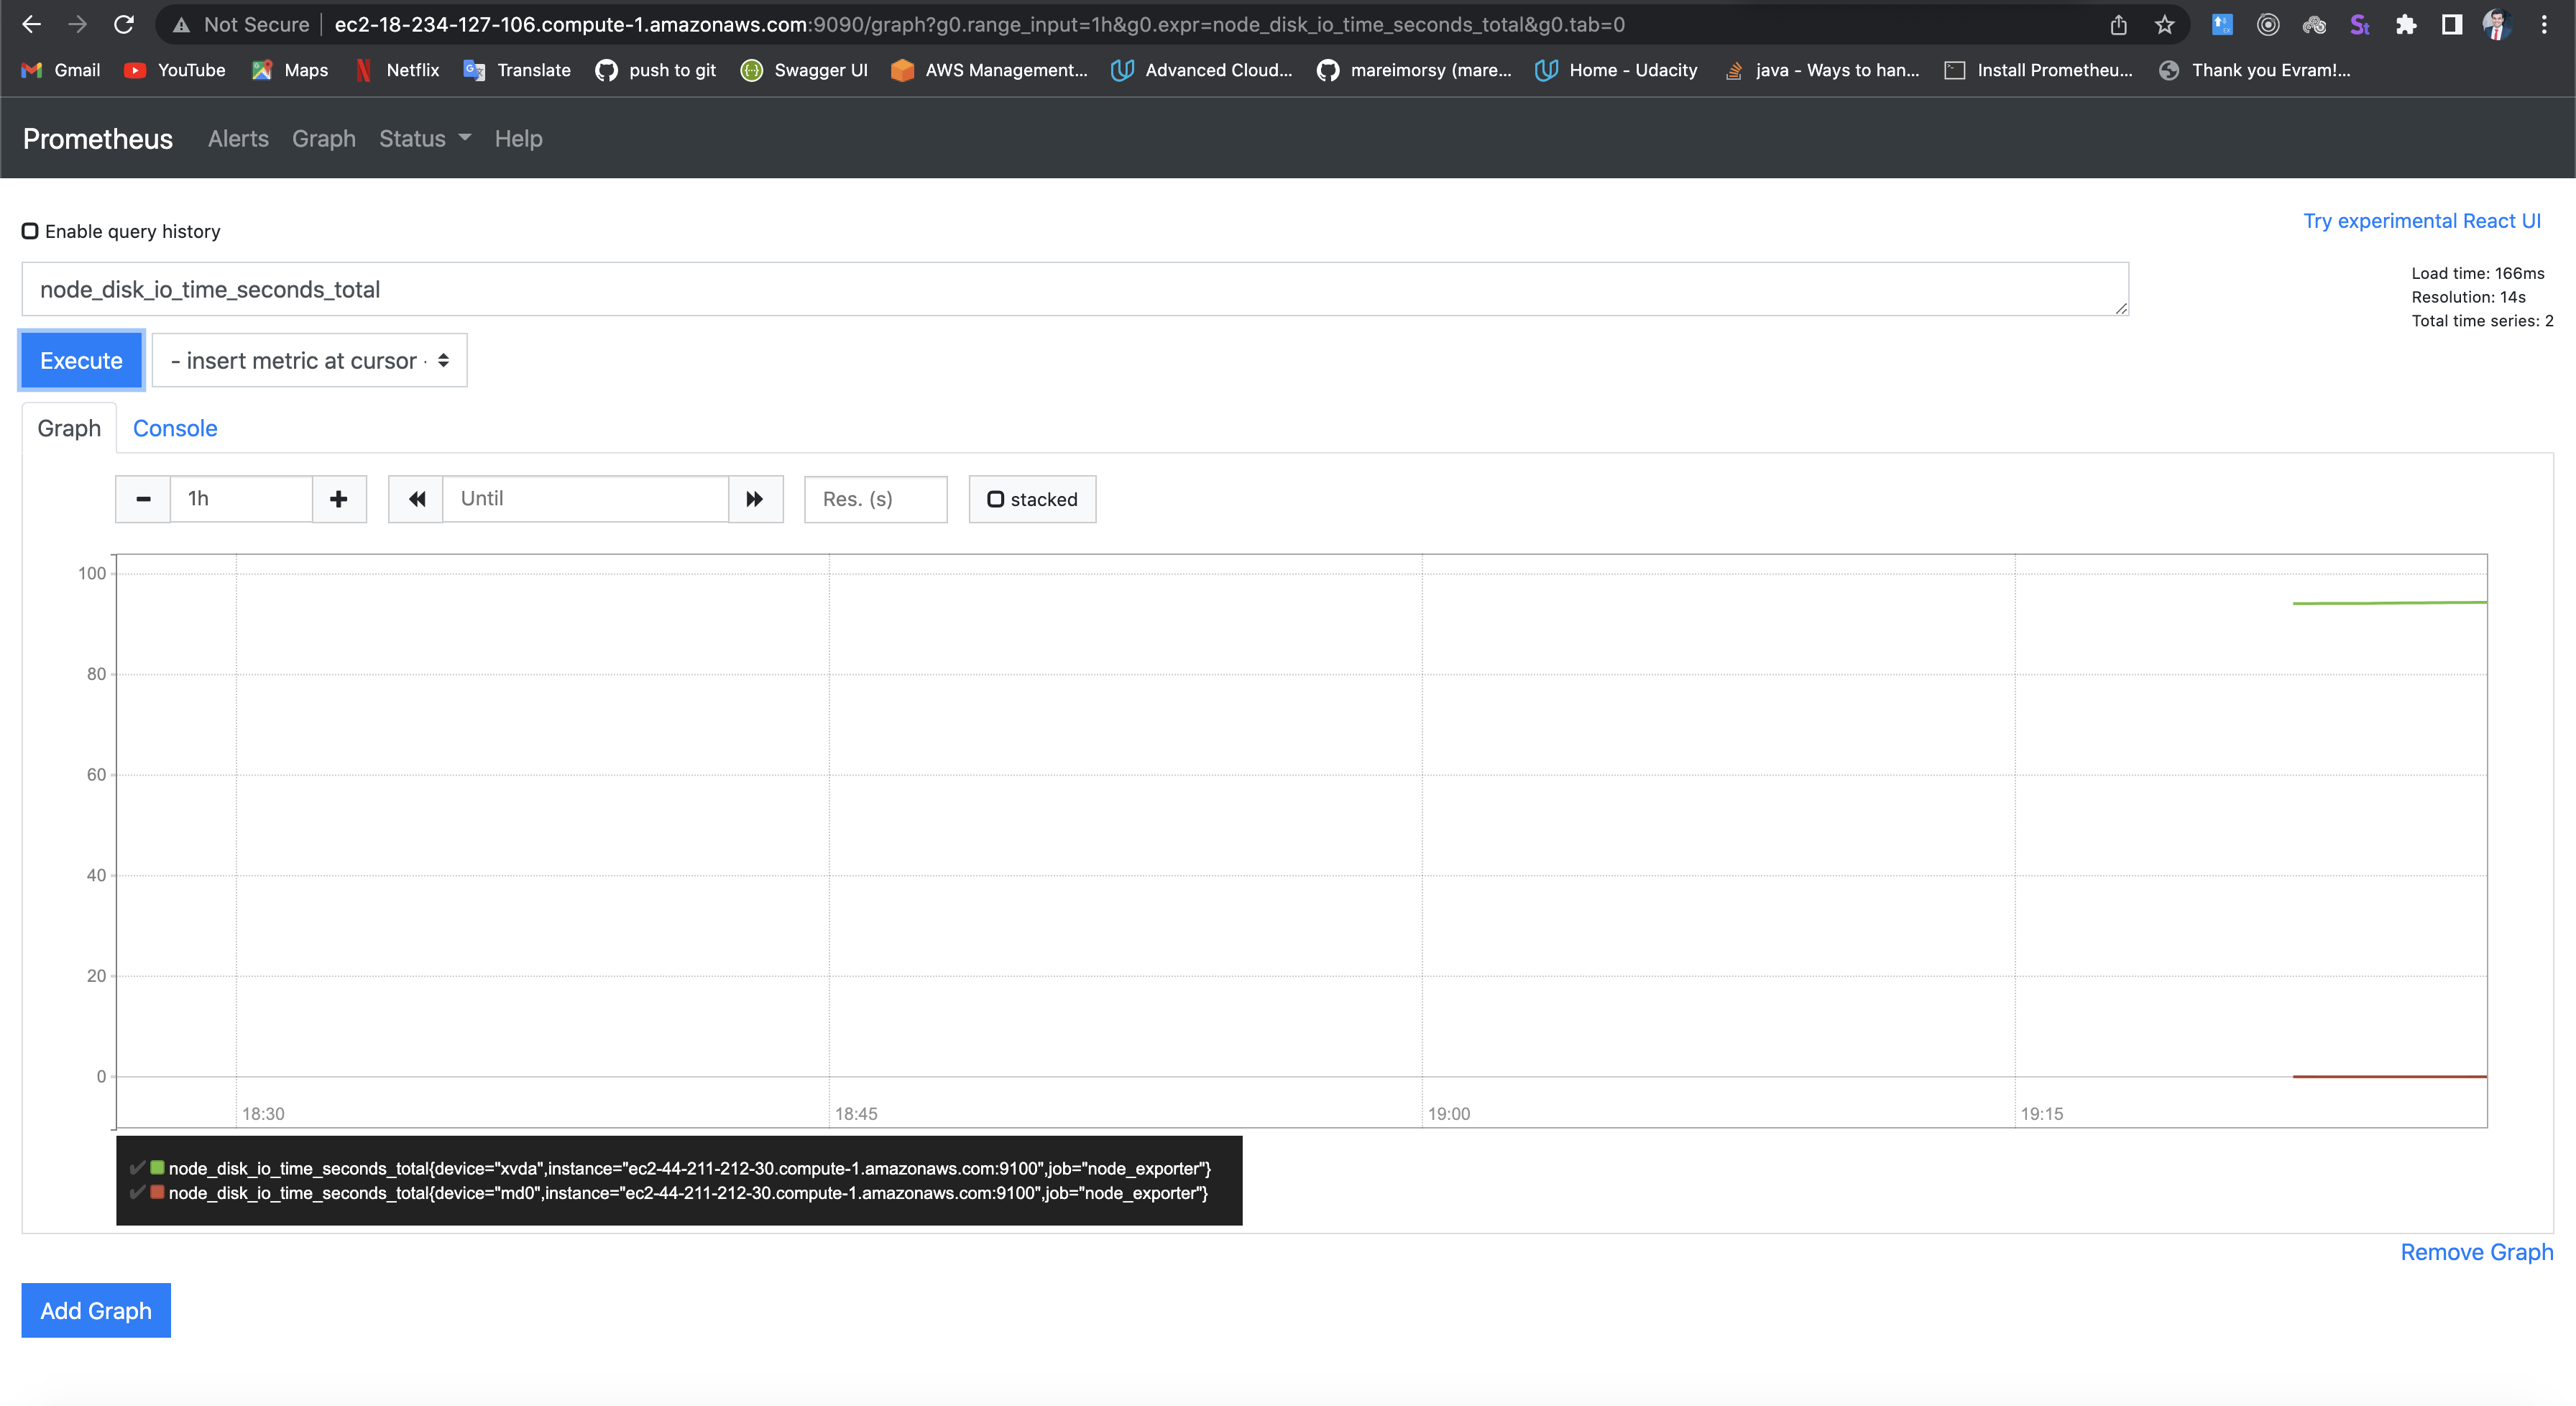 Not Secure | ec2-18-234-127-106.compute-1.amazonaws.com:9090/graph?g0.range_input=1h&g0.expr=node_disk_io_time_seconds_total&g0.tab=0
Gmail YouTube Maps Netflix Translate push to git Swagger UI AWS Management... Advanced Cloud... mareimorsy (mare... Home - Udacity java - Ways to han... Install Prometheu... Thank you Evram!...
Prometheus Alerts Graph Status Help
Enable query history
Try experimental React UI
node_disk_io_time_seconds_total
Load time: 166ms
Resolution: 14s
Total time series: 2
Execute - insert metric at cursor -
Graph Console
1h Until Res. (s) stacked
100
80
60
40
20
0
18:30 18:45 19:00 19:15
node_disk_io_time_seconds_total{device="xvda",instance="ec2-44-211-212-30.compute-1.amazonaws.com:9100",job="node_exporter"}
node_disk_io_time_seconds_total{device="md0",instance="ec2-44-211-212-30.compute-1.amazonaws.com:9100",job="node_exporter"}
Remove Graph
Add Graph